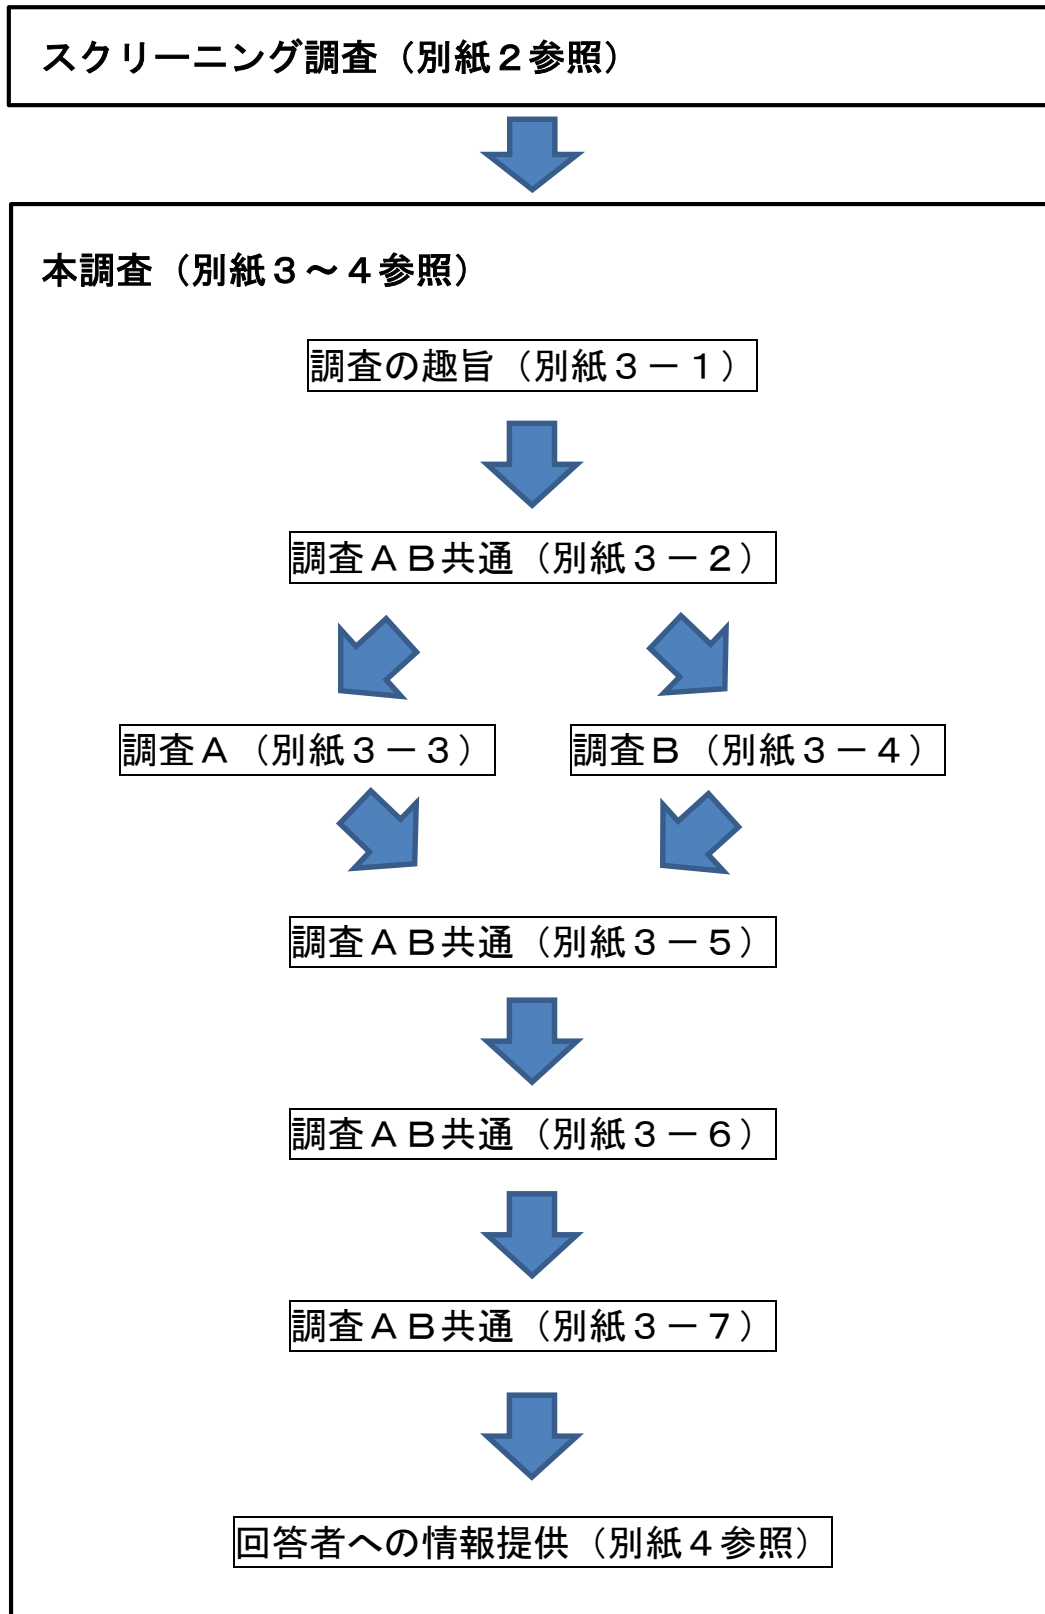 スクリーニング調査（別紙２参照）
本調査（別紙３～４参照）
調査の趣旨（別紙３－１）
調査ＡＢ共通（別紙３－２）
調査Ａ（別紙３－３）
調査Ｂ（別紙３－４）
調査ＡＢ共通（別紙３－５）
調査ＡＢ共通（別紙３－６）
調査ＡＢ共通（別紙３－７）
回答者への情報提供（別紙４参照）